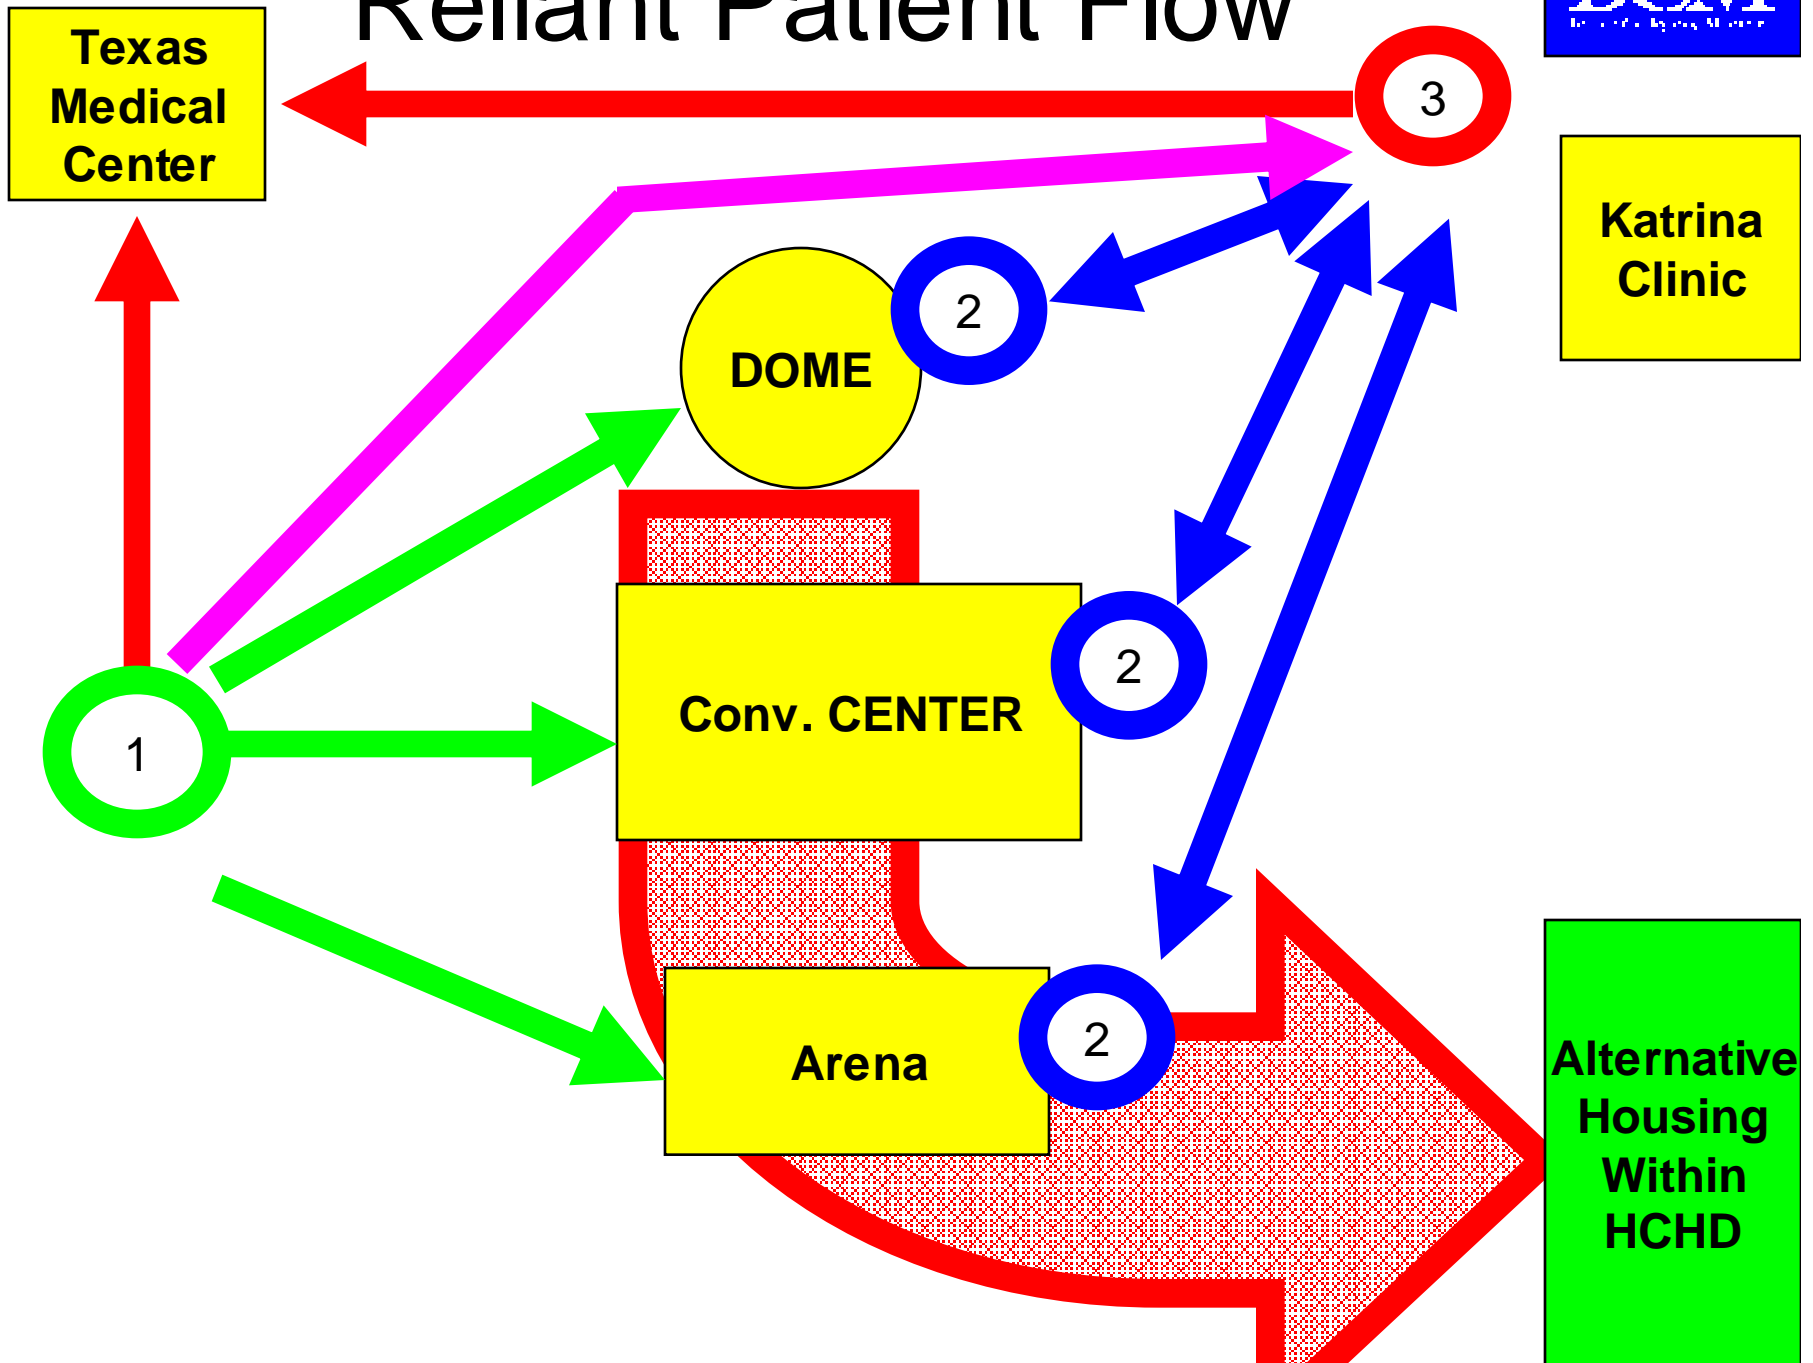 Reliant Patient Flow
BCM
Texas
Medical
Center
3
Katrina
Clinic
2
DOME
2
Conv. CENTER
1
2
Arena
Alternative
Housing
Within
HCHD